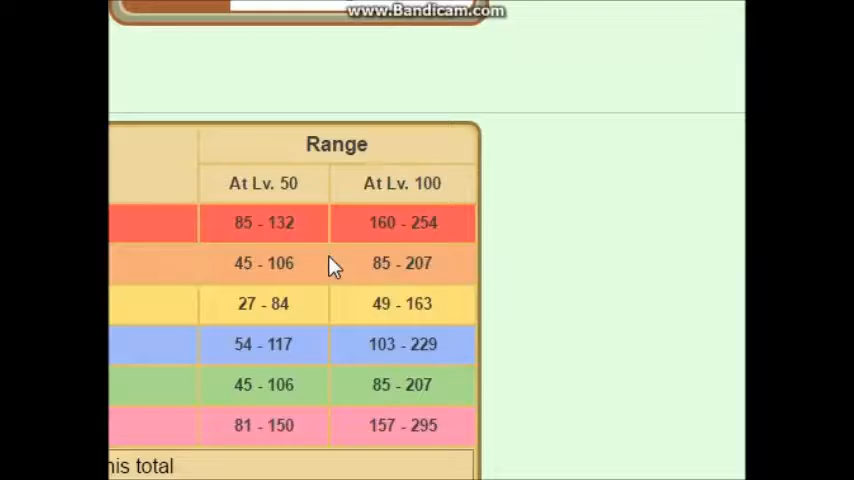 www.Bandicam.com
Range
At Lv. 50 At Lv. 100
85 - 132 160 - 254
45 - 106 85 - 207
27 - 84 49 - 163
54 - 117 103 - 229
45 - 106 85 - 207
81 - 150 157 - 295
his total